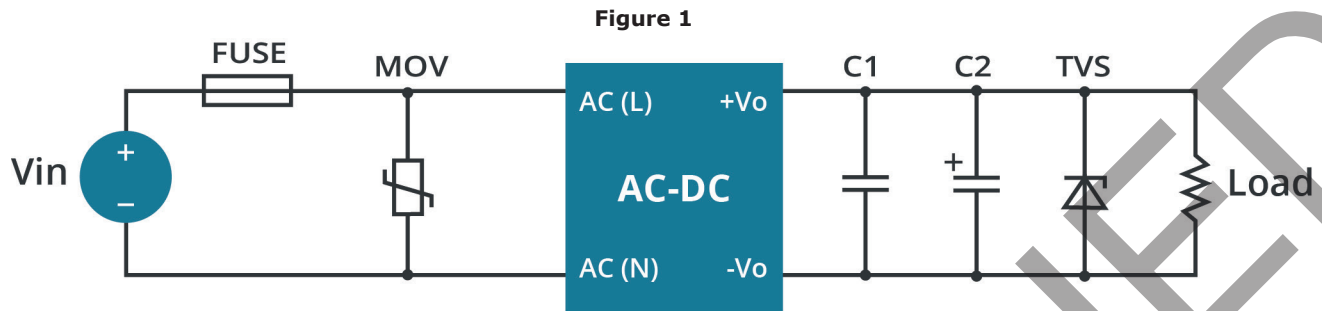 Figure 1
FUSE
MOV
C1
C2
TVS
AC (L)
+Vo
+
+
Vin
AC-DC
Load
−
AC (N)
-Vo